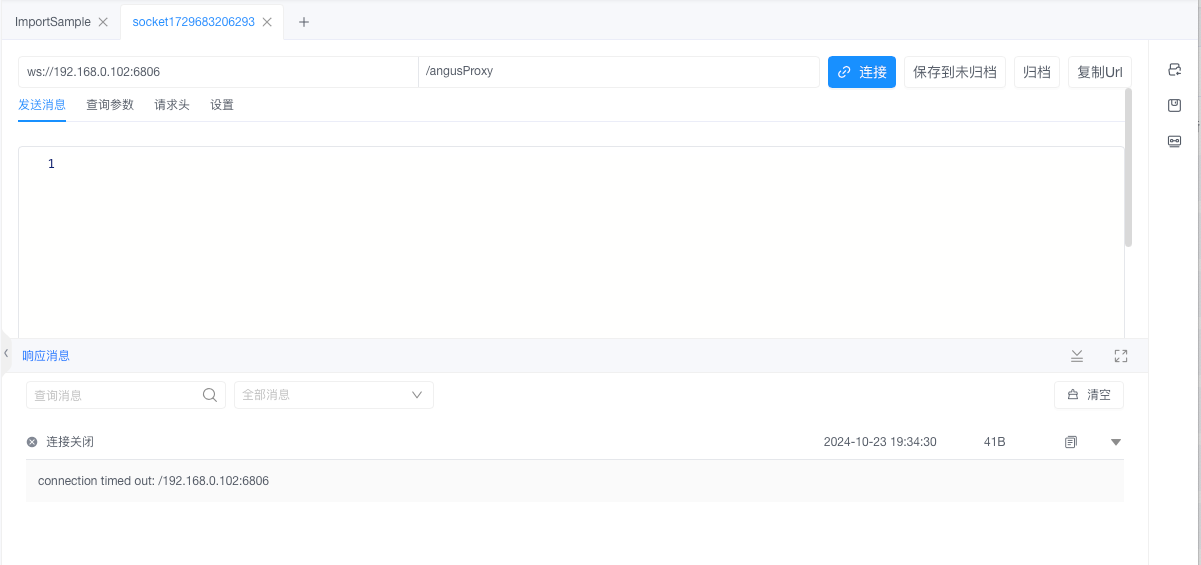 ImportSample socket1729683206293
ws://192.168.0.102:6806 /angusProxy 连接 保存到未归档 归档 复制Url
发送消息 查询参数 请求头 设置
1
响应消息
查询消息 全部消息 清空
连接关闭 2024-10-23 19:34:30 41B
connection timed out: /192.168.0.102:6806